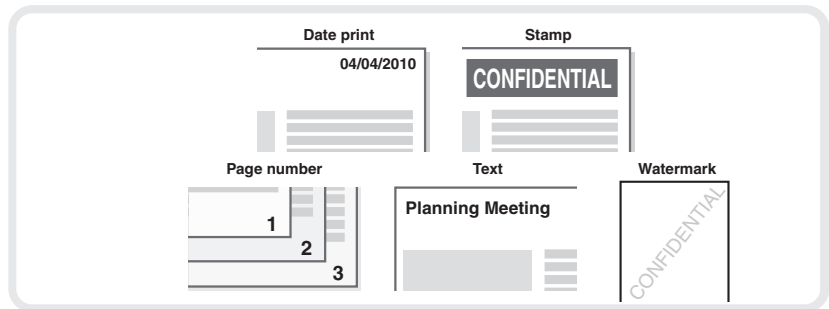 Date print
Stamp
04/04/2010
CONFIDENTIAL
Page number
Text
Watermark
1
2
3
Planning Meeting
CONFIDENTIAL